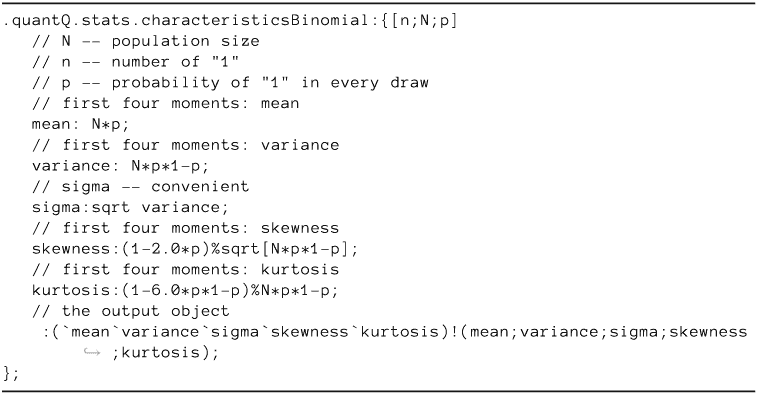 .quantQ.stats.characteristicsBinomial:{[n;N;p]
// N -- population size
// n -- number of "1"
// p -- probability of "1" in every draw
// first four moments: mean
mean: N*p;
// first four moments: variance
variance: N*p*1-p;
// sigma -- convenient
sigma:sqrt variance;
// first four moments: skewness
skewness:(1-2.0*p)%sqrt[N*p*1-p];
// first four moments: kurtosis
kurtosis:(1-6.0*p*1-p)%N*p*1-p;
// the output object
:(`mean`variance`sigma`skewness`kurtosis)!(mean;variance;sigma;skewness
↪ ;kurtosis);
};